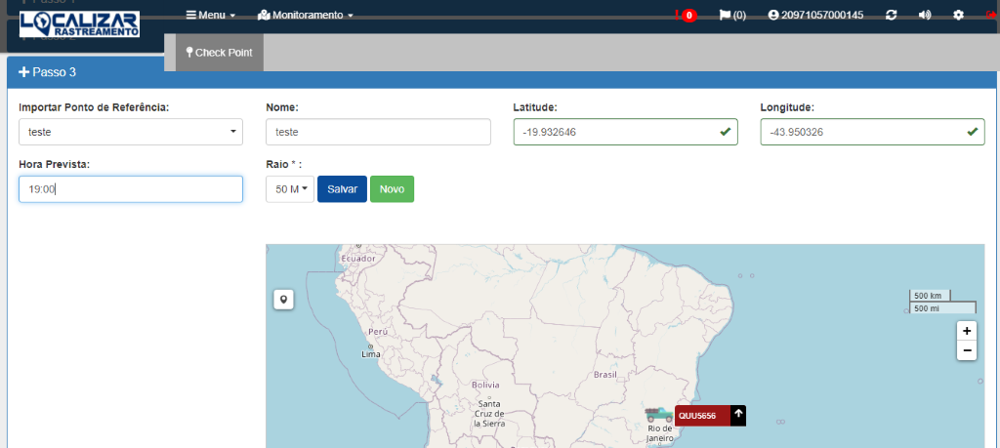 Passo 2
LOCALIZAR
RASTREAMENTO
Menu
Monitoramento
0
(0)
20971057000145
Check Point
Passo 3
Importar Ponto de Referência:
Nome:
Latitude:
Longitude:
teste
teste
-19.932646
-43.950326
Hora Prevista:
Raio * :
19:00
50 M
Salvar
Novo
Ecuador
500 km
500 mi
Perú
Lima
+
−
Brasil
Bolivia
Santa
Cruz de
la Sierra
QUU5656
Rio de
Janeiro